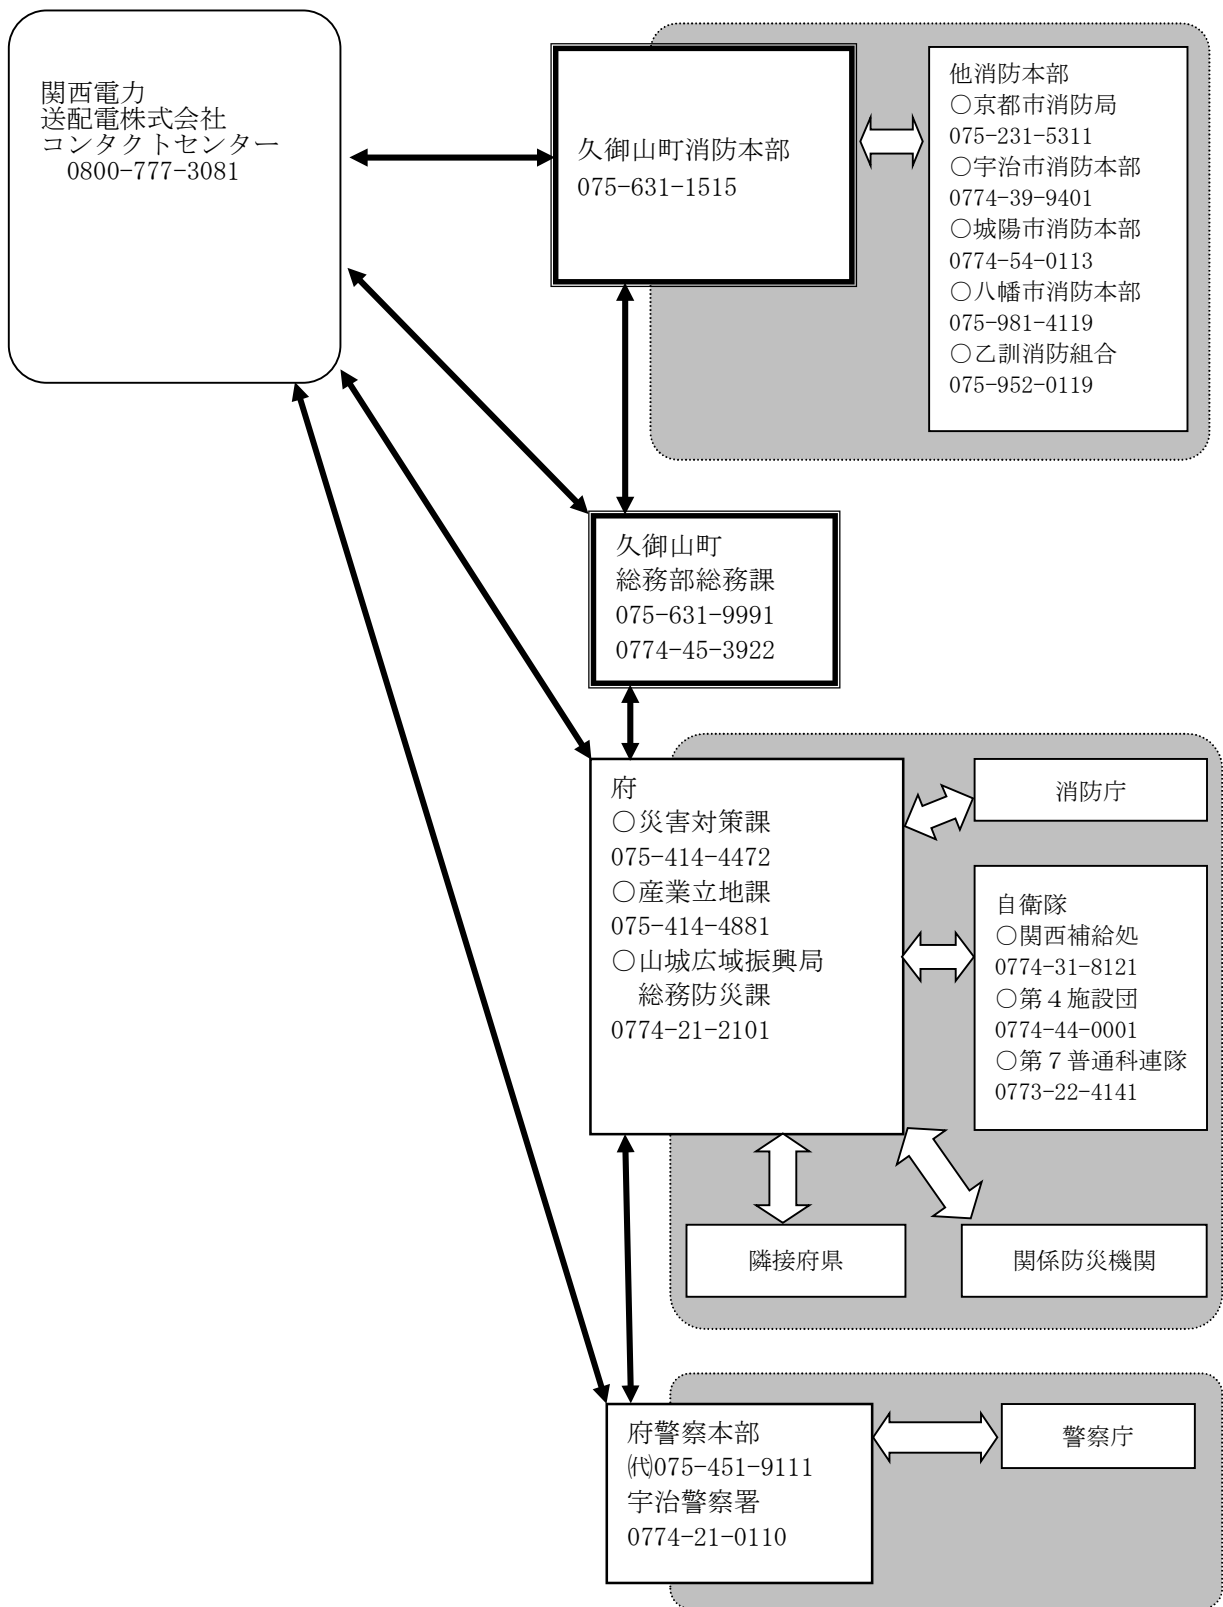 関西電力
送配電株式会社
コンタクトセンター
0800-777-3081
久御山町消防本部
075-631-1515
他消防本部
○京都市消防局
075-231-5311
○宇治市消防本部
0774-39-9401
○城陽市消防本部
0774-54-0113
○八幡市消防本部
075-981-4119
○乙訓消防組合
075-952-0119
久御山町
総務部総務課
075-631-9991
0774-45-3922
府
○災害対策課
075-414-4472
○産業立地課
075-414-4881
○山城広域振興局
総務防災課
0774-21-2101
消防庁
自衛隊
○関西補給処
0774-31-8121
○第4施設団
0774-44-0001
○第7普通科連隊
0773-22-4141
隣接府県
関係防災機関
府警察本部
㈹075-451-9111
宇治警察署
0774-21-0110
警察庁